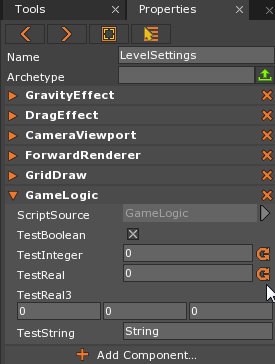 Tools Properties
Name LevelSettings
Archetype
GravityEffect
DragEffect
CameraViewport
ForwardRenderer
GridDraw
GameLogic
ScriptSource GameLogic
TestBoolean
TestInteger 0
TestReal 0
TestReal3
0 0 0
TestString String
Add Component...